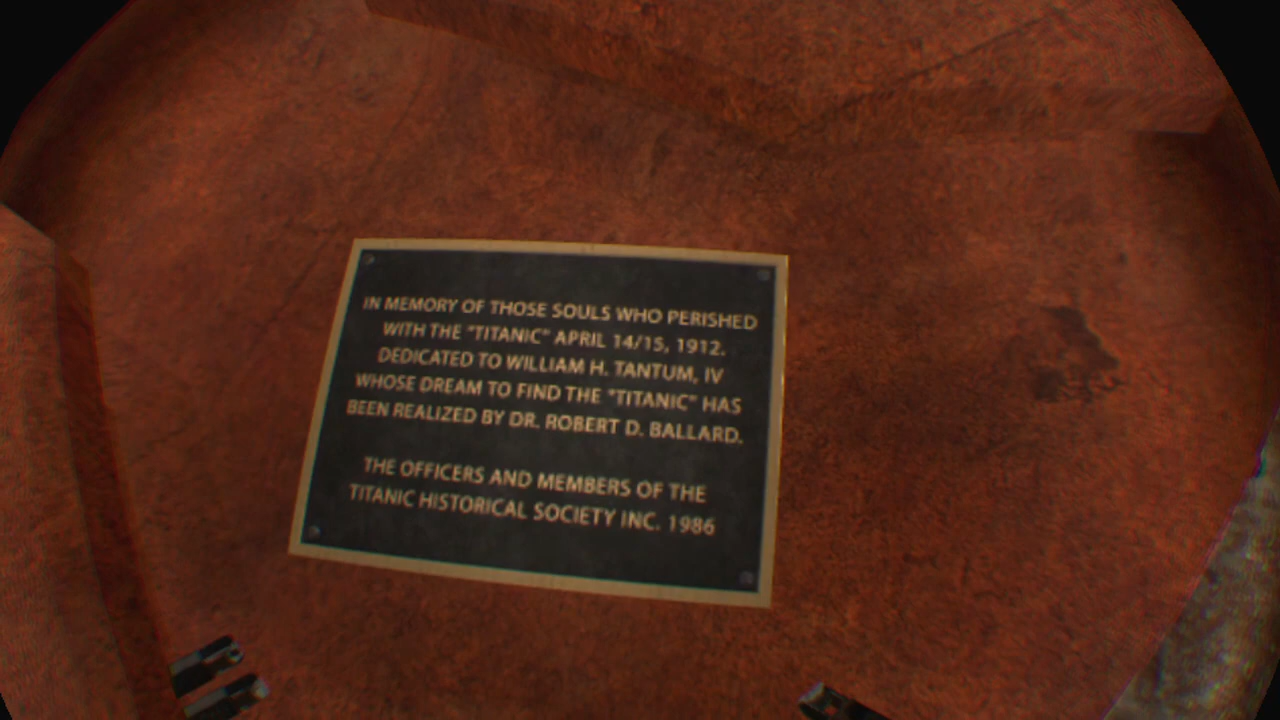 IN MEMORY OF THOSE SOULS WHO PERISHED
WITH THE "TITANIC" APRIL 14/15, 1912.
DEDICATED TO WILLIAM H. TANTUM, IV
WHOSE DREAM TO FIND THE "TITANIC" HAS
BEEN REALIZED BY DR. ROBERT D. BALLARD.
THE OFFICERS AND MEMBERS OF THE
TITANIC HISTORICAL SOCIETY INC. 1986